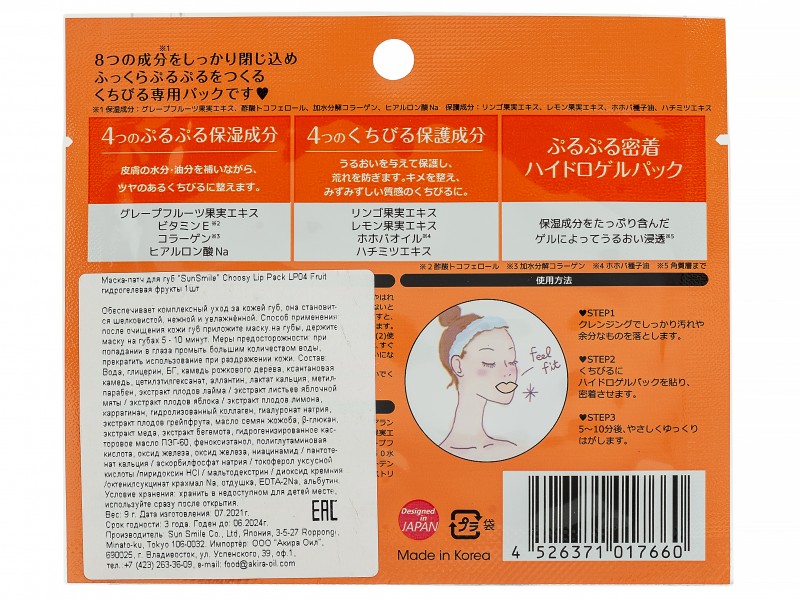 8つの成分※1をしっかり閉じ込め
ふっくらぷるぷるをつくる
くちびる専用パックです♥
※1 保湿成分：グレープフルーツ果実エキス、酢酸トコフェロール、加水分解コラーゲン、ヒアルロン酸Na　保護成分：リンゴ果実エキス、レモン果実エキス、ホホバ種子油、ハチミツエキス
4つのぷるぷる保湿成分
皮膚の水分・油分を補いながら、
ツヤのあるくちびるに整えます。
グレープフルーツ果実エキス
ビタミンE※2
コラーゲン※3
ヒアルロン酸Na
4つのくちびる保護成分
うるおいを与えて保護し、
荒れを防ぎます。キメを整え、
みずみずしい質感のくちびるに。
リンゴ果実エキス
レモン果実エキス
ホホバオイル※4
ハチミツエキス
ぷるぷる密着
ハイドロゲルパック
保湿成分をたっぷり含んだ
ゲルによってうるおい浸透※5
※2 酢酸トコフェロール　※3 加水分解コラーゲン　※4 ホホバ種子油　※5 角質層まで
使用方法
feel
fit
♥STEP1
クレンジングでしっかり汚れや
余分なものを落とします。
♥STEP2
くちびるに
ハイドロゲルパックを貼り、
密着させます。
♥STEP3
5〜10分後、やさしくゆっくり
はがします。
Маска-патч для губ "SunSmile" Choosy Lip Pack LP04 Fruit
гидрогелевая фрукты 1шт
Обеспечивает комплексный уход за кожей губ, она становит-
ся шелковистой, нежной и увлажнённой. Способ применения:
после очищения кожи губ приложите маску на губы, держите
маску на губах 5 - 10 минут. Меры предосторожности: при
попадании в глаза промыть большим количеством воды,
прекратить использование при раздражении кожи. Состав:
Вода, глицерин, БГ, камедь рожкового дерева, ксантановая
камедь, цетилэтилгексанат, аллантин, лактат кальция, метил-
парабен, экстракт плодов лайма / экстракт листьев яблочной
мяты / экстракт плодов яблока / экстракт плодов лимона,
каррагинан, гидролизованный коллаген, гиалуронат натрия,
экстракт плодов грейпфрута, масло семян жожоба, β-глюкан,
экстракт меда, экстракт бегемота, гидрогенизированное кас-
торовое масло ПЭГ-60, феноксиэтанол, полиглутаминовая
кислота, оксид железа, оксид железа, ниацинамид / пантоте-
нат кальция / аскорбилфосфат натрия / токоферол уксусной
кислоты /пиридоксин HCl / мальтодекстрин / диоксид кремния
/октенилсукцинат крахмал Na, отдушка, EDTA-2Na, альбутин.
Условие хранения: хранить в недоступном для детей месте,
используйте сразу после открытия.
Вес: 9 г. Дата изготовления: 07.2021г.
Срок годности: 3 года. Годен до: 06.2024г.
Производитель: Sun Smile Co., Ltd, Япония, 3-5-27 Roppongi,
Minato-ku, Tokyo 106-0032. Импортёр: ООО "Акира Оил",
690025, г. Владивосток, ул. Успенского, 39, оф.1.,
тел.:+7 (423) 263-36-09, e-mail: food@akira-oil.com
EAC
Designed
in
JAPAN
プラ
袋
Made in Korea
4 526371 017660